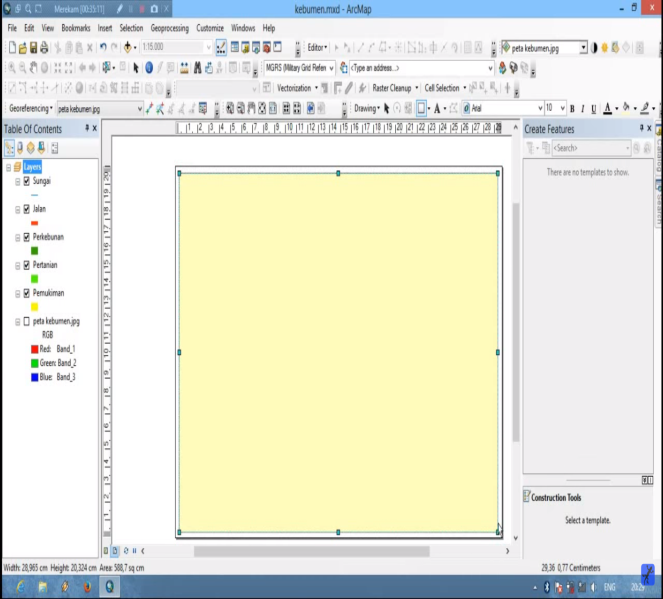 Merekam [00:35:11]
kebumen.mxd - ArcMap
File Edit View Bookmarks Insert Selection Geoprocessing Customize Windows Help
1:15.000 Editor peta kebumen.jpg
MGRS (Military Grid Referen <Type an address...>
Vectorization Raster Cleanup Cell Selection
Georeferencing peta kebumen.jpg Drawing A Arial 10 B I U A
Table Of Contents
Layers
Sungai
Jalan
Perkebunan
Pertanian
Pemukiman
peta kebumen.jpg
RGB
Red: Band_1
Green: Band_2
Blue: Band_3
Create Features
<Search>
There are no templates to show.
Catalog
Search
Construction Tools
Select a template.
Width: 28,965 cm Height: 20,324 cm Area: 588,7 sq cm
29,36 0,77 Centimeters
ENG